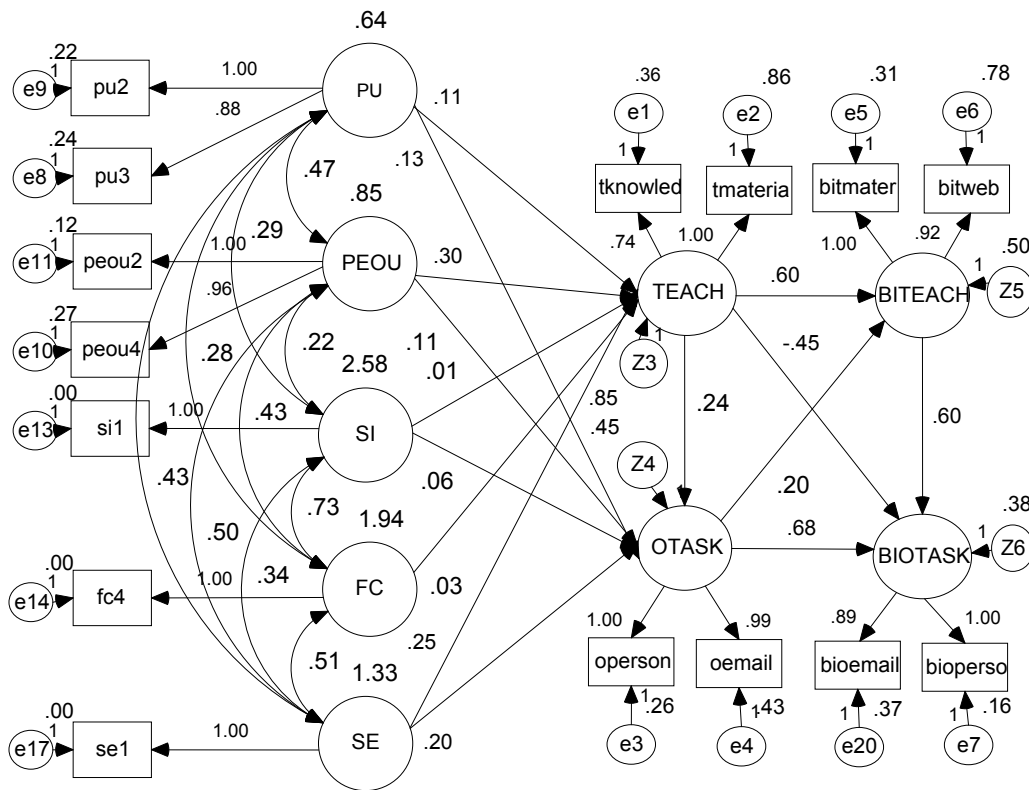 .64
.22
1
e9
pu2
1.00
PU
.11
.36
.86
.31
.78
e1
e2
e5
e6
.88
.13
1
1
1
1
.24
1
e8
pu3
.47
tknowled
tmateria
bitmater
bitweb
.85
.12
1
e11
peou2
1.00
.29
PEOU
.30
.74
1.00
1.00
.92
.50
TEACH
.60
BITEACH
1
Z5
.96
.27
1
e10
peou4
.28
.22
.11
1
Z3
-.45
2.58
.01
.00
1
e13
si1
1.00
.43
SI
.85
.45
.24
.60
.43
.06
Z4
.20
.50
.73
1.94
1
.38
OTASK
.68
BIOTASK
1
Z6
.34
.00
1
e14
fc4
1.00
FC
.03
1.00
.99
.89
1.00
.25
.51
1.33
operson
oemail
bioemail
bioperso
1
.26
1
.43
1
.37
1
.16
.00
1
e17
se1
1.00
SE
.20
e3
e4
e20
e7